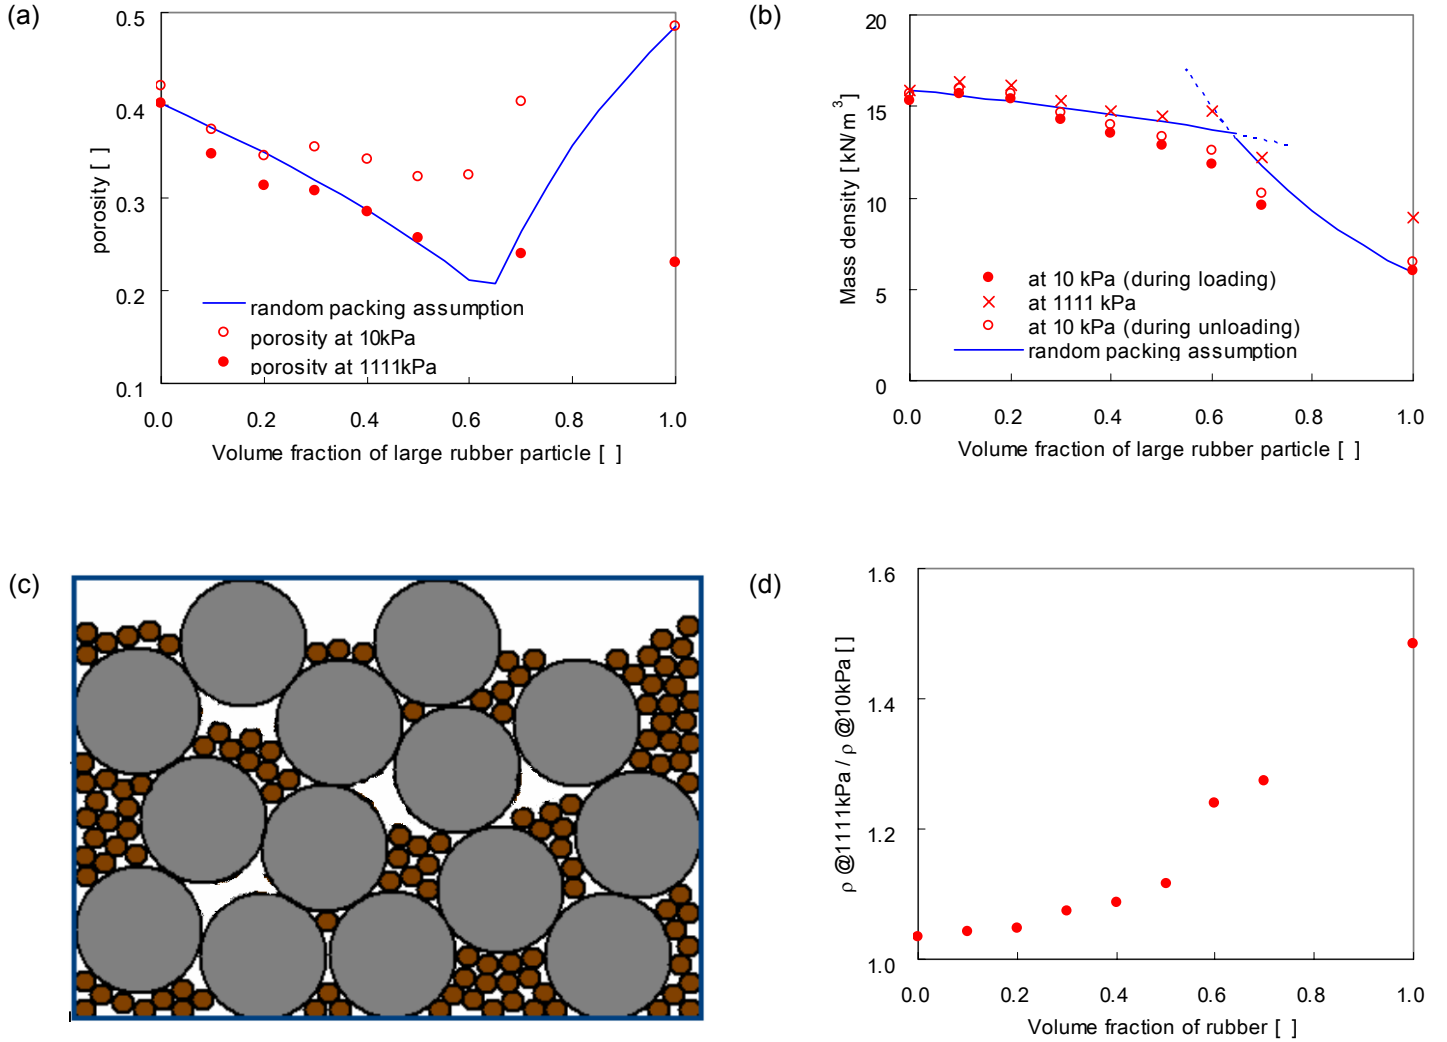 (a)
0.5
0.4
0.3
0.2
0.1
porosity [ ]
random packing assumption
porosity at 10kPa
porosity at 1111kPa
0.0 0.2 0.4 0.6 0.8 1.0
Volume fraction of large rubber particle [ ]
(b)
20
15
10
5
0
Mass density [ kN/m³ ]
at 10 kPa (during loading)
at 1111 kPa
at 10 kPa (during unloading)
random packing assumption
0.0 0.2 0.4 0.6 0.8 1.0
Volume fraction of large rubber particle [ ]
(c)
(d)
1.6
1.4
1.2
1.0
ρ @1111kPa / ρ @10kPa [ ]
0.0 0.2 0.4 0.6 0.8 1.0
Volume fraction of rubber [ ]